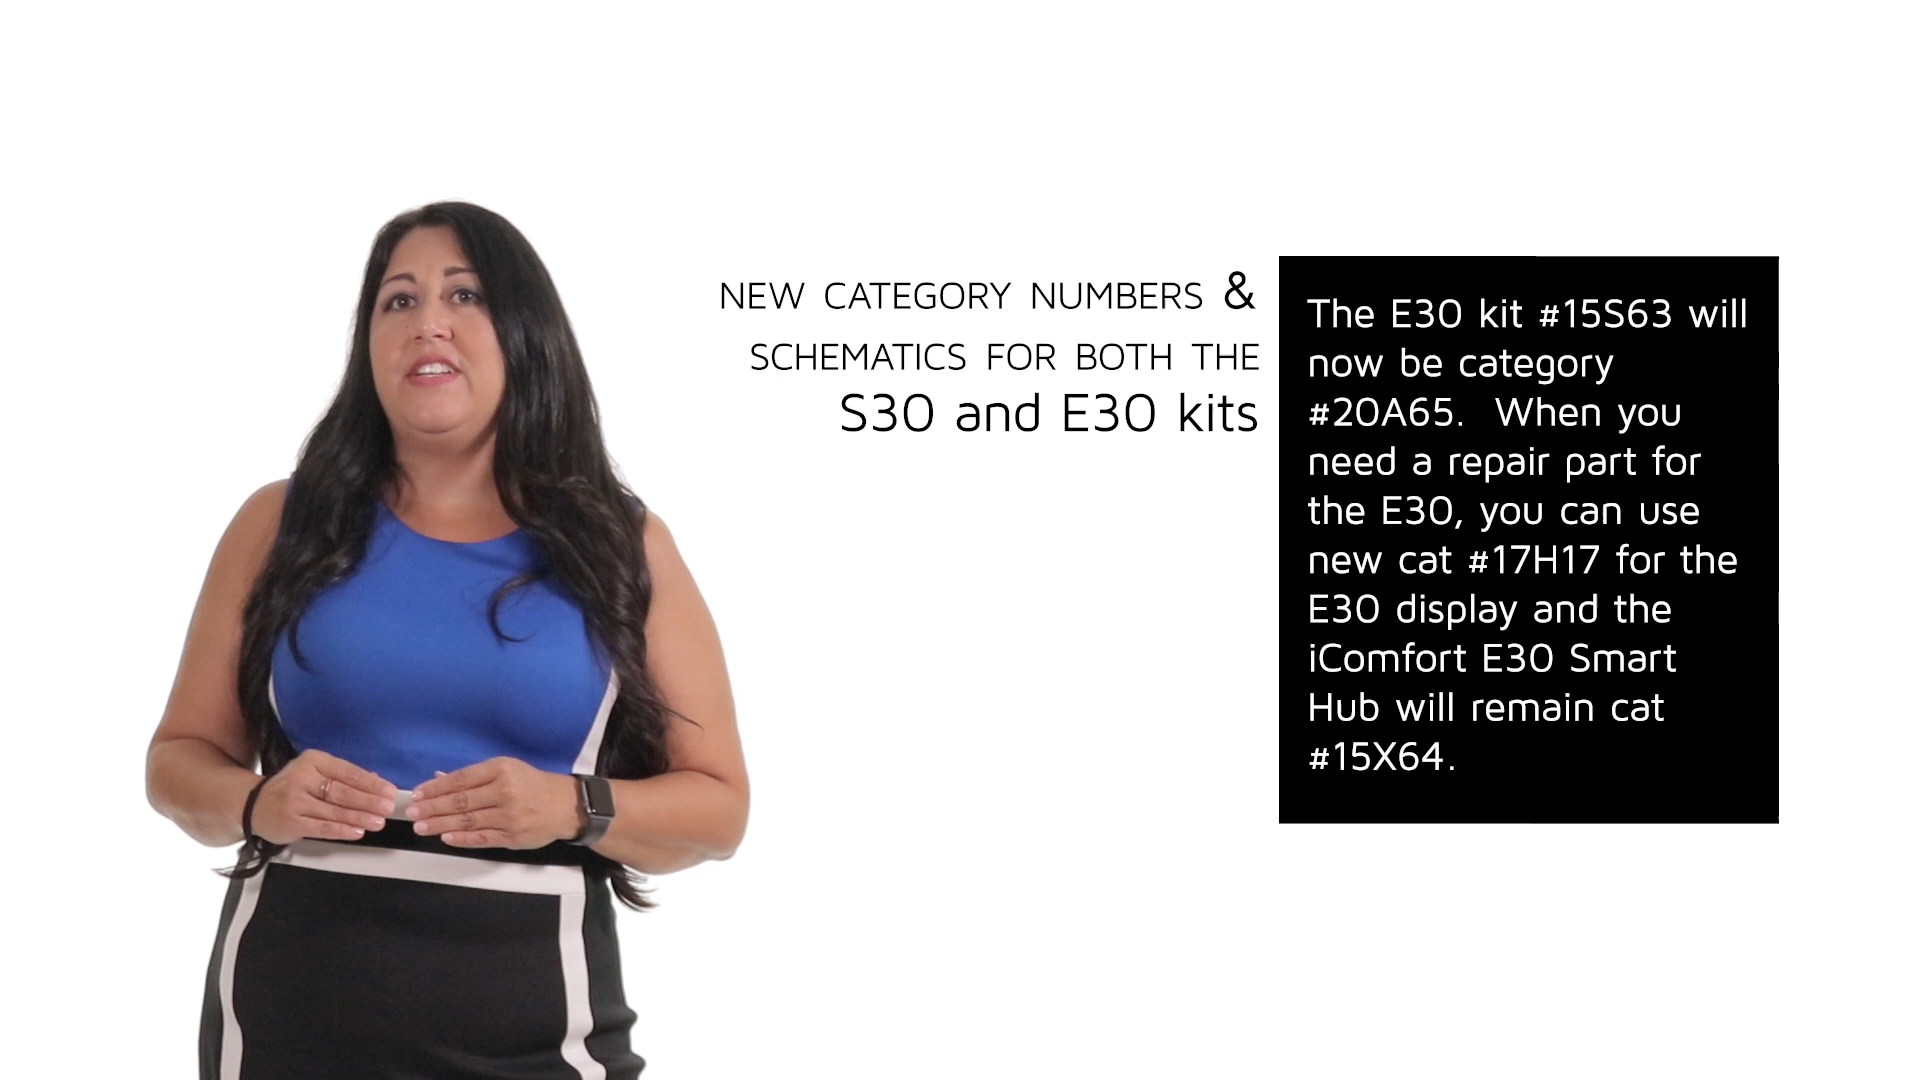 NEW CATEGORY NUMBERS &
SCHEMATICS FOR BOTH THE
S30 and E30 kits
The E30 kit #15S63 will
now be category
#20A65.  When you
need a repair part for
the E30, you can use
new cat #17H17 for the
E30 display and the
iComfort E30 Smart
Hub will remain cat
#15X64.